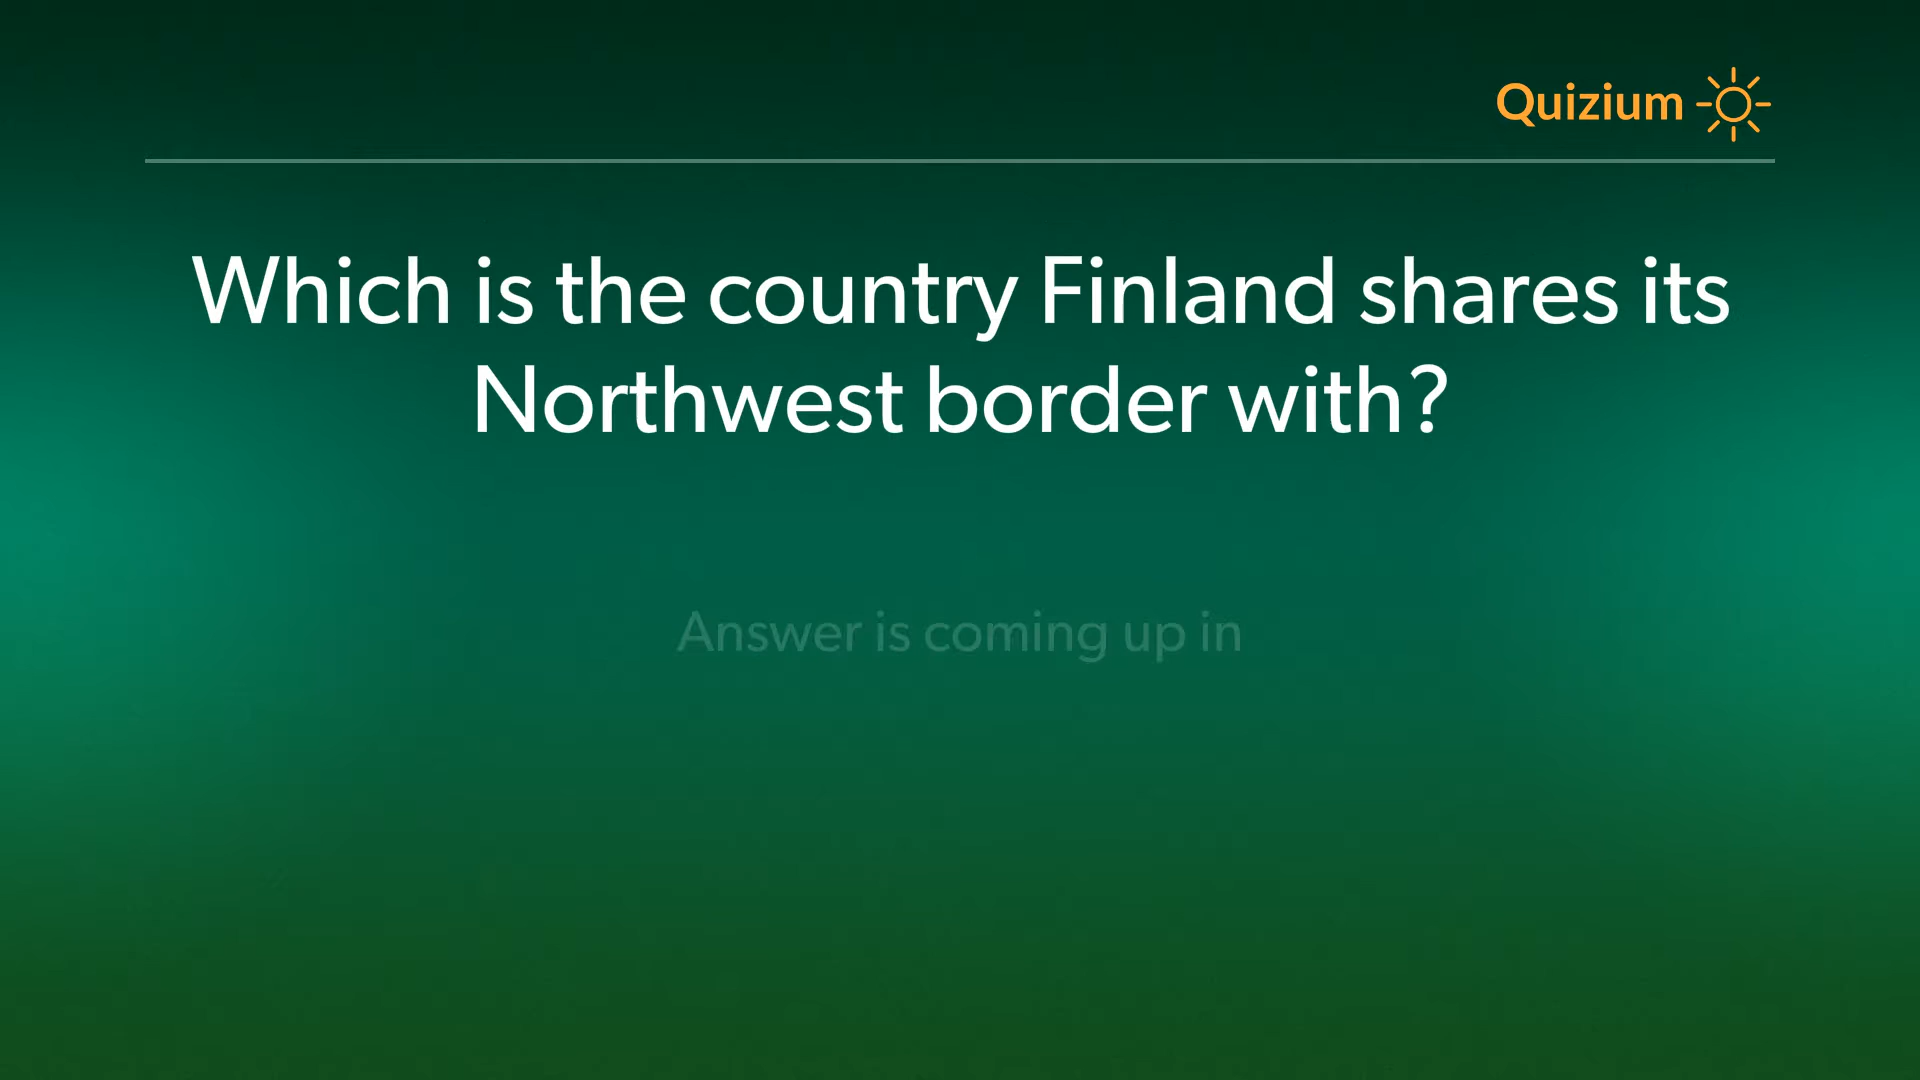 Quizium
Which is the country Finland shares its
Northwest border with?
Answer is coming up in